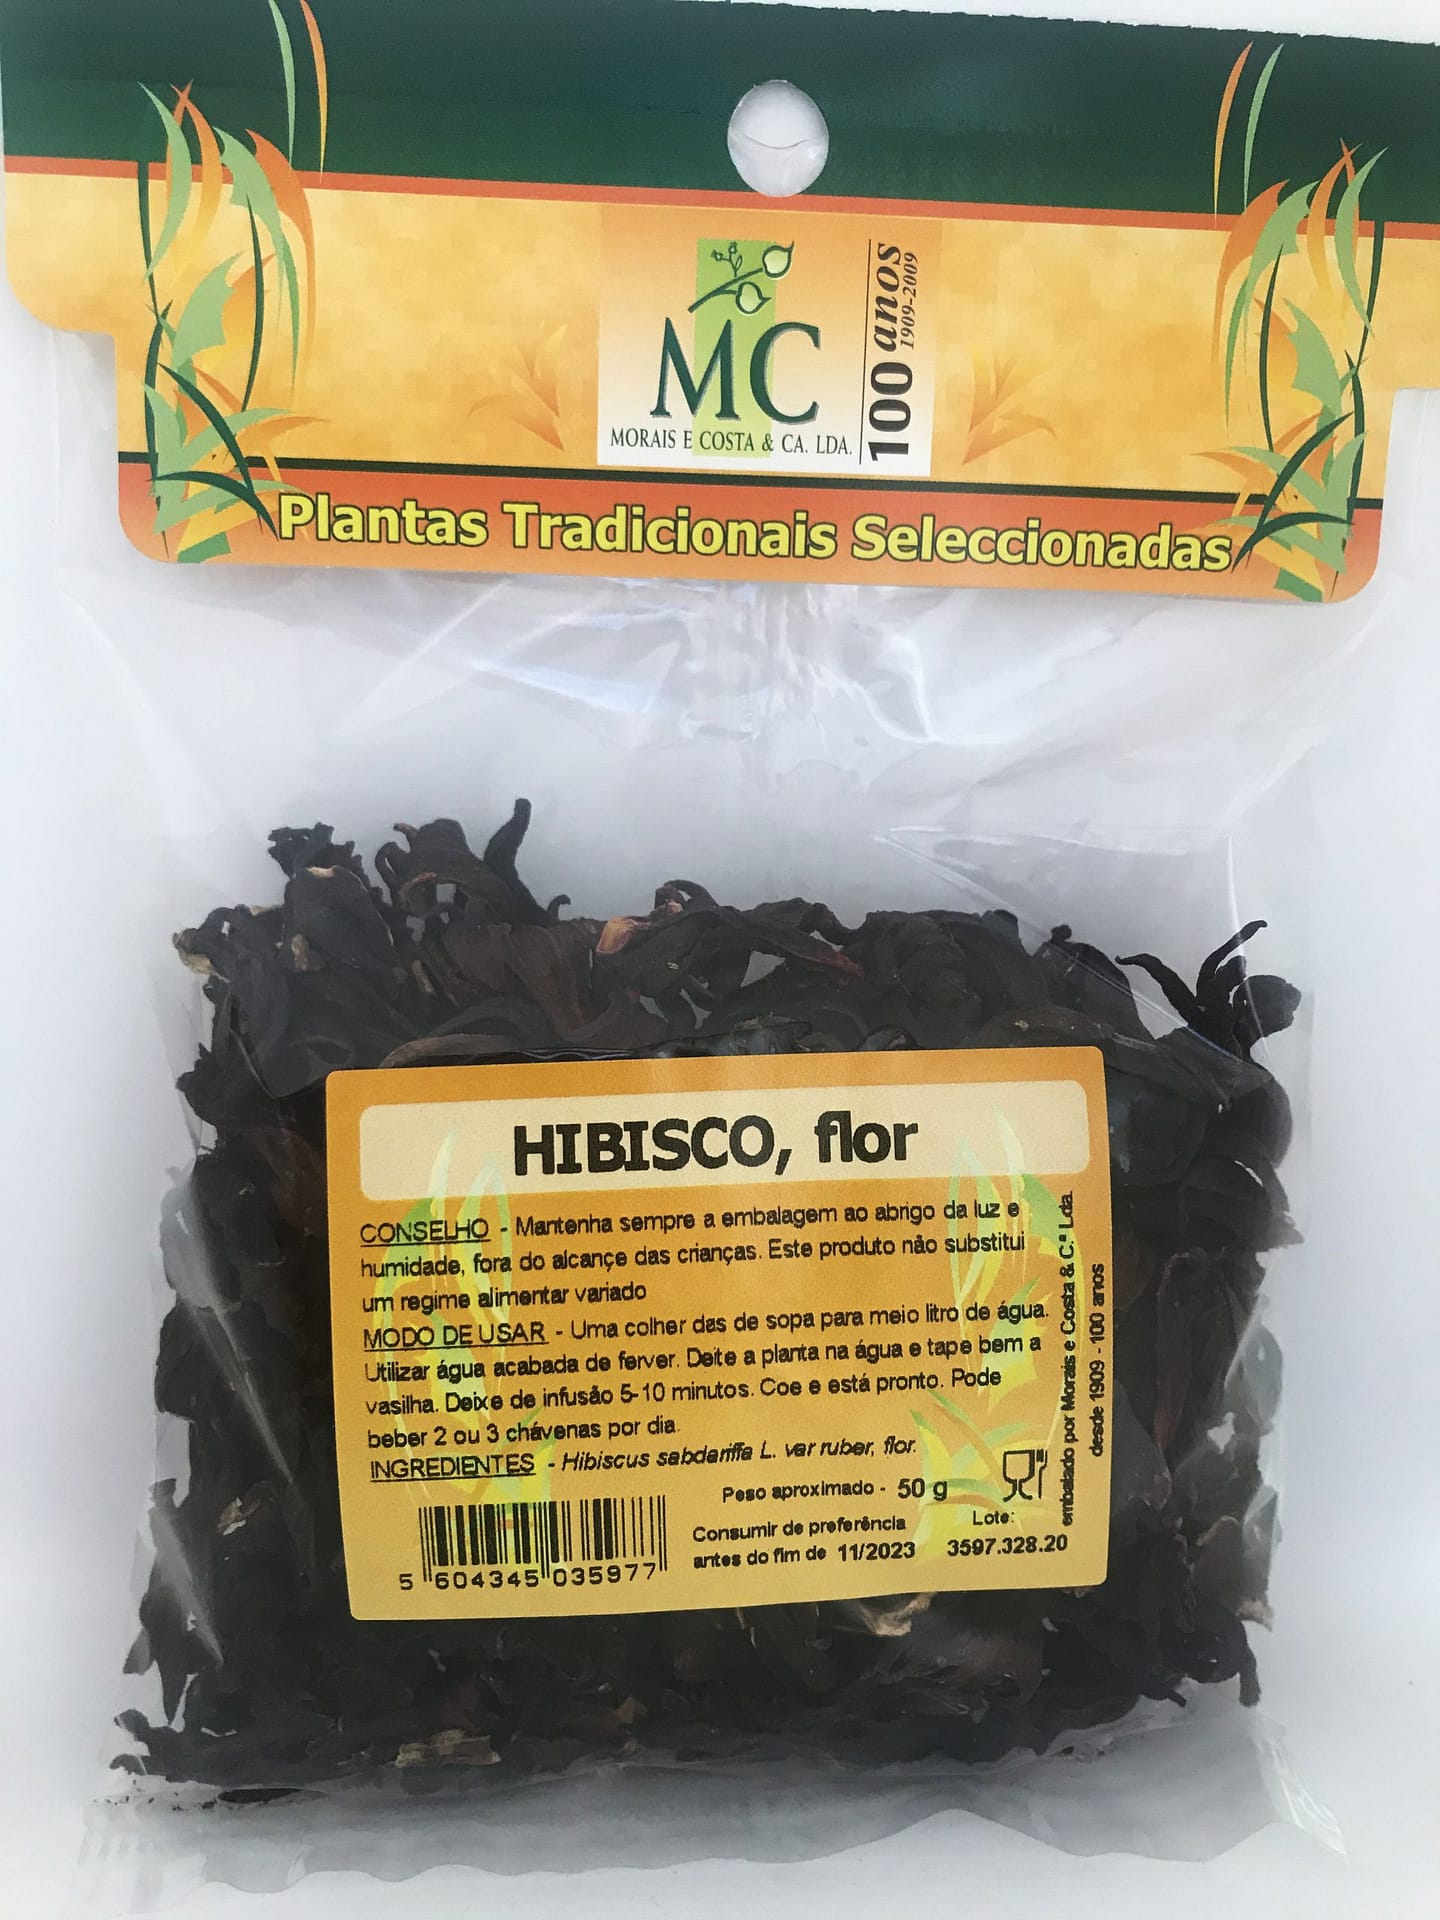 MC
MORAIS E COSTA & CA. LDA.
100 anos
1909-2009
Plantas Tradicionais Seleccionadas
HIBISCO, flor
CONSELHO - Mantenha sempre a embalagem ao abrigo da luz e
humidade, fora do alcançe das crianças. Este produto não substitui
um regime alimentar variado
MODO DE USAR - Uma colher das de sopa para meio litro de água.
Utilizar água acabada de ferver. Deite a planta na água e tape bem a
vasilha. Deixe de infusão 5-10 minutos. Coe e está pronto. Pode
beber 2 ou 3 chávenas por dia.
INGREDIENTES - Hibiscus sabdariffa L. var ruber, flor.
Peso aproximado - 50 g
Consumir de preferência
antes do fim de 11/2023
Lote:
3597.328.20
5 604345 035977
embalado por Morais e Costa & C.ª Lda.
desde 1909 - 100 anos